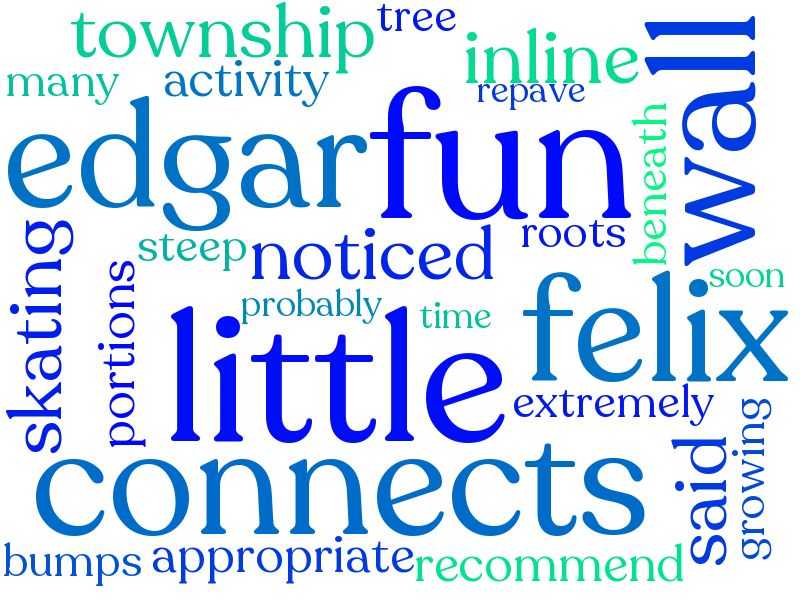 tree
township
inline
wall
many
activity
repave
edgar
fun
beneath
skating
steep
noticed
roots
portions
probably
time
felix
soon
little
extremely
connects
said
growing
bumps
appropriate
recommend